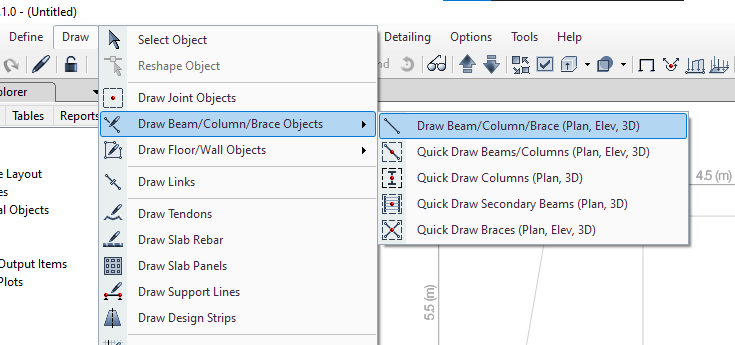 .1.0 - (Untitled)
Define Draw Detailing Options Tools Help
nd
plorer
Tables Reports
Select Object
Reshape Object
Draw Joint Objects
Draw Beam/Column/Brace Objects
Draw Floor/Wall Objects
Draw Links
Draw Tendons
Draw Slab Rebar
Draw Slab Panels
Draw Support Lines
Draw Design Strips
Draw Beam/Column/Brace (Plan, Elev, 3D)
Quick Draw Beams/Columns (Plan, Elev, 3D)
Quick Draw Columns (Plan, 3D)
Quick Draw Secondary Beams (Plan, 3D)
Quick Draw Braces (Plan, Elev, 3D)
e Layout
es
al Objects
Output Items
Plots
4.5 (m)
5.5 (m)